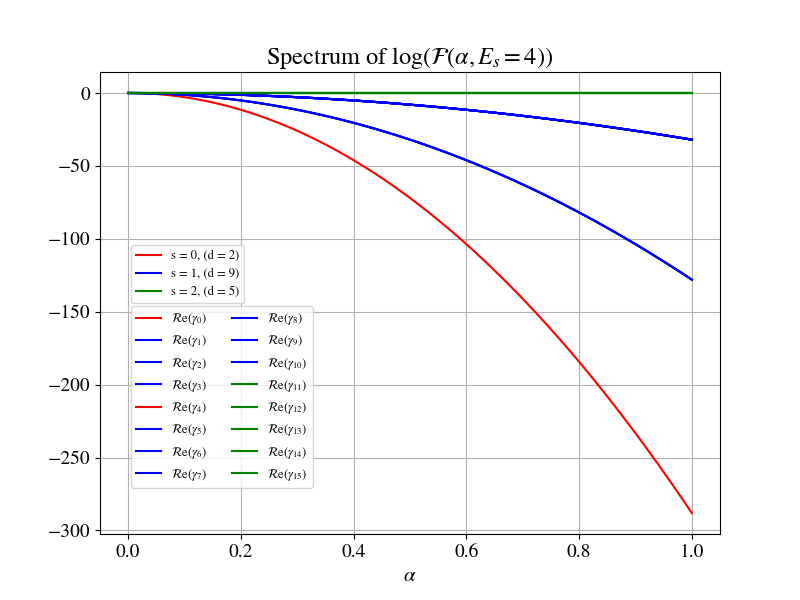 Spectrum of log(ℱ(α, E_s = 4))
0
−50
−100
−150
−200
−250
−300
s = 0, (d = 2)
s = 1, (d = 9)
s = 2, (d = 5)
ℛe(γ₀)
ℛe(γ₁)
ℛe(γ₂)
ℛe(γ₃)
ℛe(γ₄)
ℛe(γ₅)
ℛe(γ₆)
ℛe(γ₇)
ℛe(γ₈)
ℛe(γ₉)
ℛe(γ₁₀)
ℛe(γ₁₁)
ℛe(γ₁₂)
ℛe(γ₁₃)
ℛe(γ₁₄)
ℛe(γ₁₅)
0.0 0.2 0.4 0.6 0.8 1.0
α